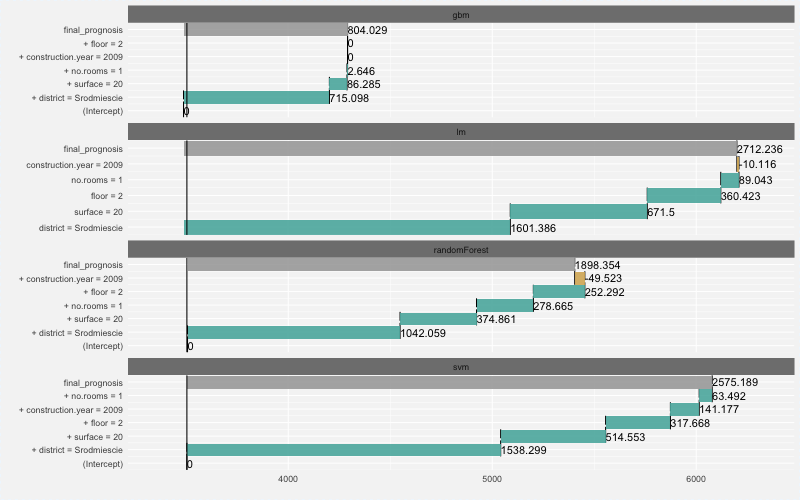 gbm
final_prognosis 804.029
+ floor = 2 0
+ construction.year = 2009 0
+ no.rooms = 1 2.646
+ surface = 20 86.285
+ district = Srodmiescie 715.098
(Intercept) 0
lm
final_prognosis 2712.236
construction.year = 2009 -10.116
no.rooms = 1 89.043
floor = 2 360.423
surface = 20 671.5
district = Srodmiescie 1601.386
randomForest
final_prognosis 1898.354
+ construction.year = 2009 -49.523
+ floor = 2 252.292
+ no.rooms = 1 278.665
+ surface = 20 374.861
+ district = Srodmiescie 1042.059
(Intercept) 0
svm
final_prognosis 2575.189
+ no.rooms = 1 63.492
+ construction.year = 2009 141.177
+ floor = 2 317.668
+ surface = 20 514.553
+ district = Srodmiescie 1538.299
(Intercept) 0
4000 5000 6000